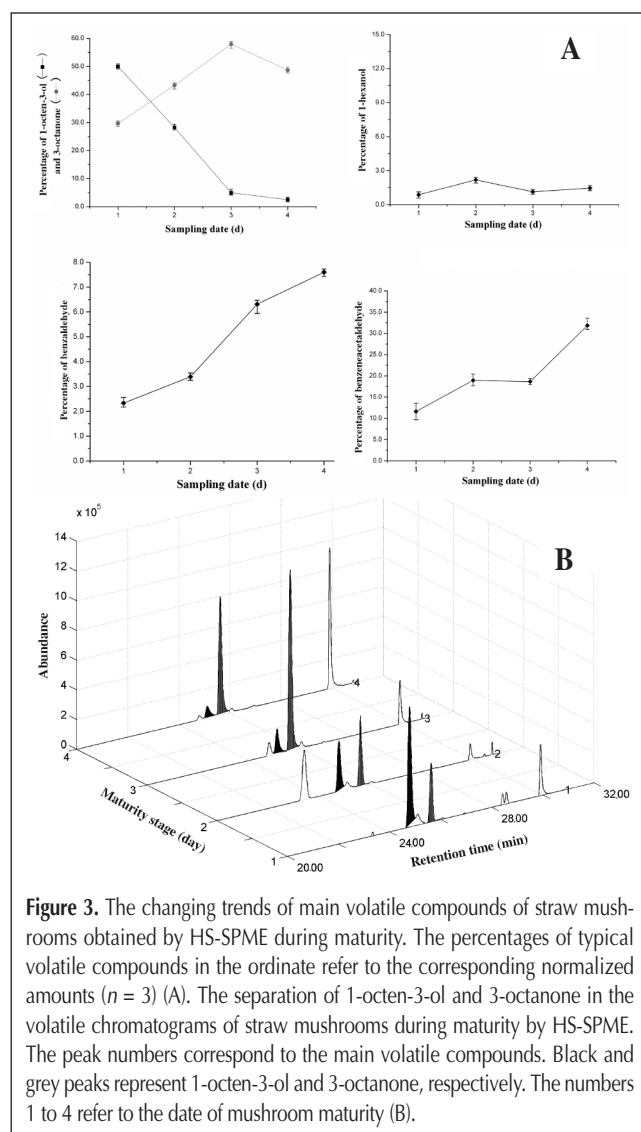 Percentage of 1-octen-3-ol (—■—)
and 3-octanone (—●—)
60.0
50.0
40.0
30.0
20.0
10.0
0.0
1 2 3 4
Sampling date (d)
A
Percentage of 1-hexanol
15.0
12.0
9.0
6.0
3.0
0.0
1 2 3 4
Sampling date (d)
Percentage of benzaldehyde
8.0
7.0
6.0
5.0
4.0
3.0
2.0
1.0
0.0
1 2 3 4
Sampling date (d)
Percentage of benzeneacetaldehyde
40.0
35.0
30.0
25.0
20.0
15.0
10.0
5.0
0.0
1 2 3 4
Sampling date (d)
B
x 10⁵
14
12
10
8
6
4
2
0
Abundance
4
3
2
1
Maturity stage (day)
20.00
24.00
28.00
32.00
Retention time (min)
4
3
2
1
Figure 3. The changing trends of main volatile compounds of straw mush-
rooms obtained by HS-SPME during maturity. The percentages of typical
volatile compounds in the ordinate refer to the corresponding normalized
amounts (n = 3) (A). The separation of 1-octen-3-ol and 3-octanone in the
volatile chromatograms of straw mushrooms during maturity by HS-SPME.
The peak numbers correspond to the main volatile compounds. Black and
grey peaks represent 1-octen-3-ol and 3-octanone, respectively. The numbers
1 to 4 refer to the date of mushroom maturity (B).